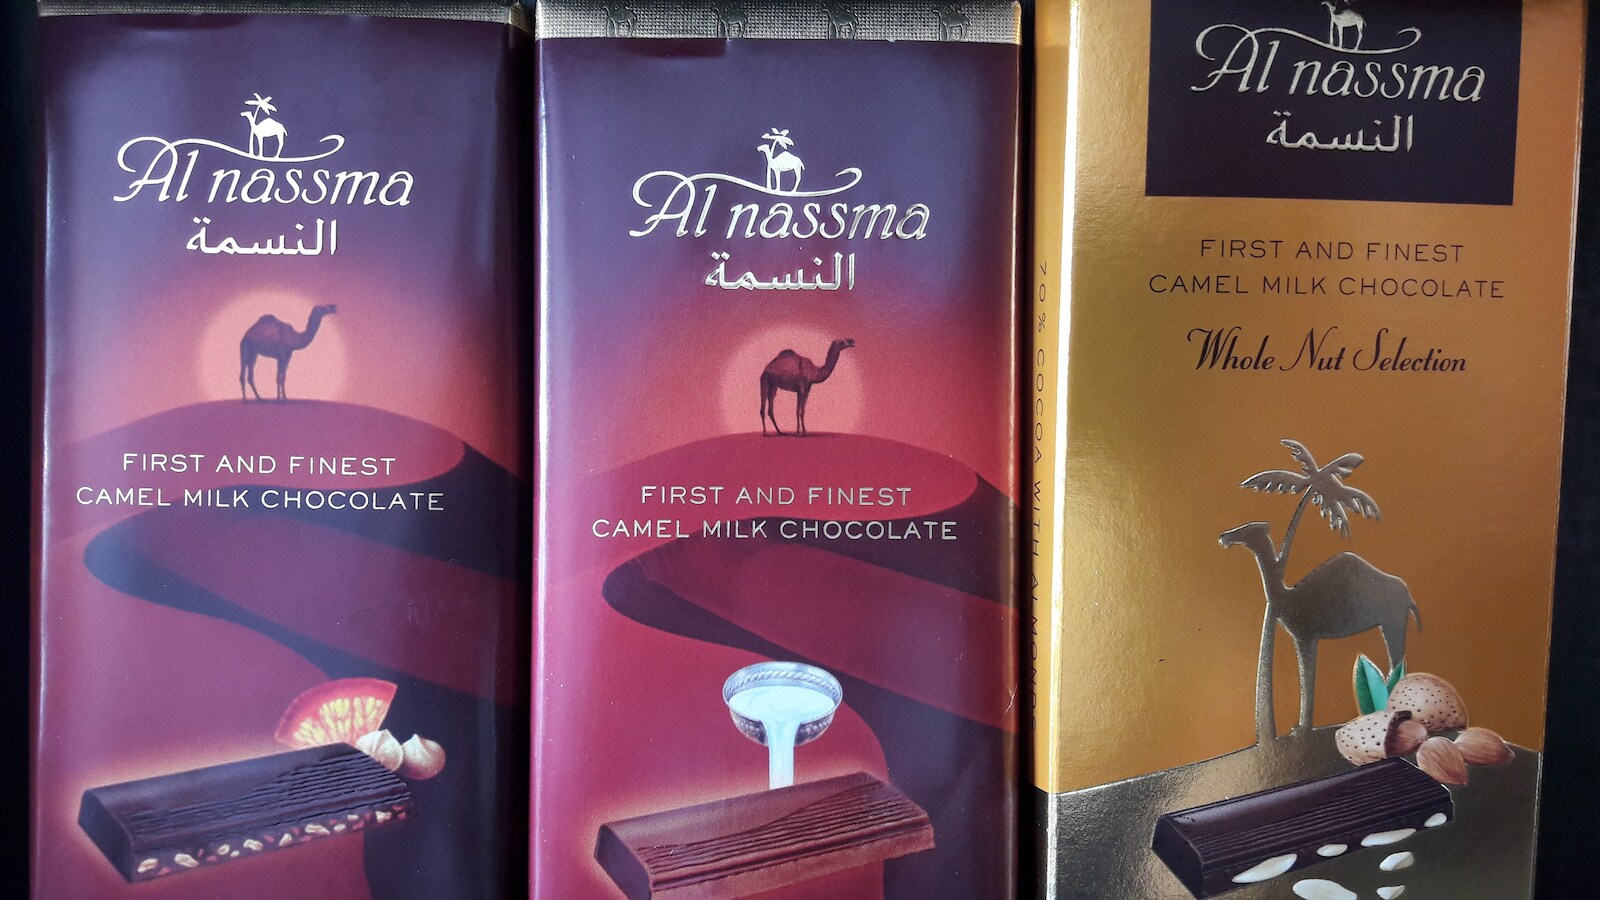 Al nassma
النسمة
FIRST AND FINEST
CAMEL MILK CHOCOLATE
Al nassma
النسمة
FIRST AND FINEST
CAMEL MILK CHOCOLATE
70% COCOA WITH ALMONDS
Al nassma
النسمة
FIRST AND FINEST
CAMEL MILK CHOCOLATE
Whole Nut Selection